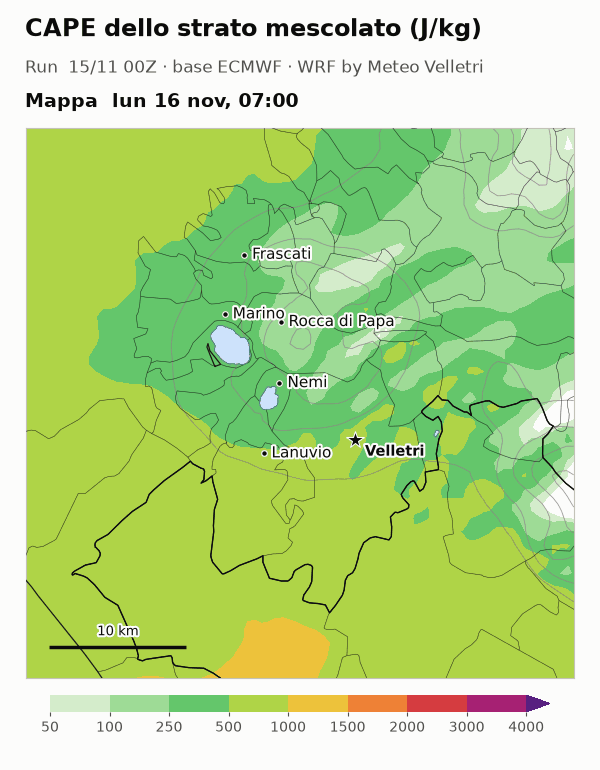 CAPE dello strato mescolato (J/kg)
Run  15/11 00Z · base ECMWF · WRF by Meteo Velletri
Mappa  lun 16 nov, 07:00
Frascati
Marino
Rocca di Papa
Nemi
Velletri
Lanuvio
10 km
50 100 250 500 1000 1500 2000 3000 4000